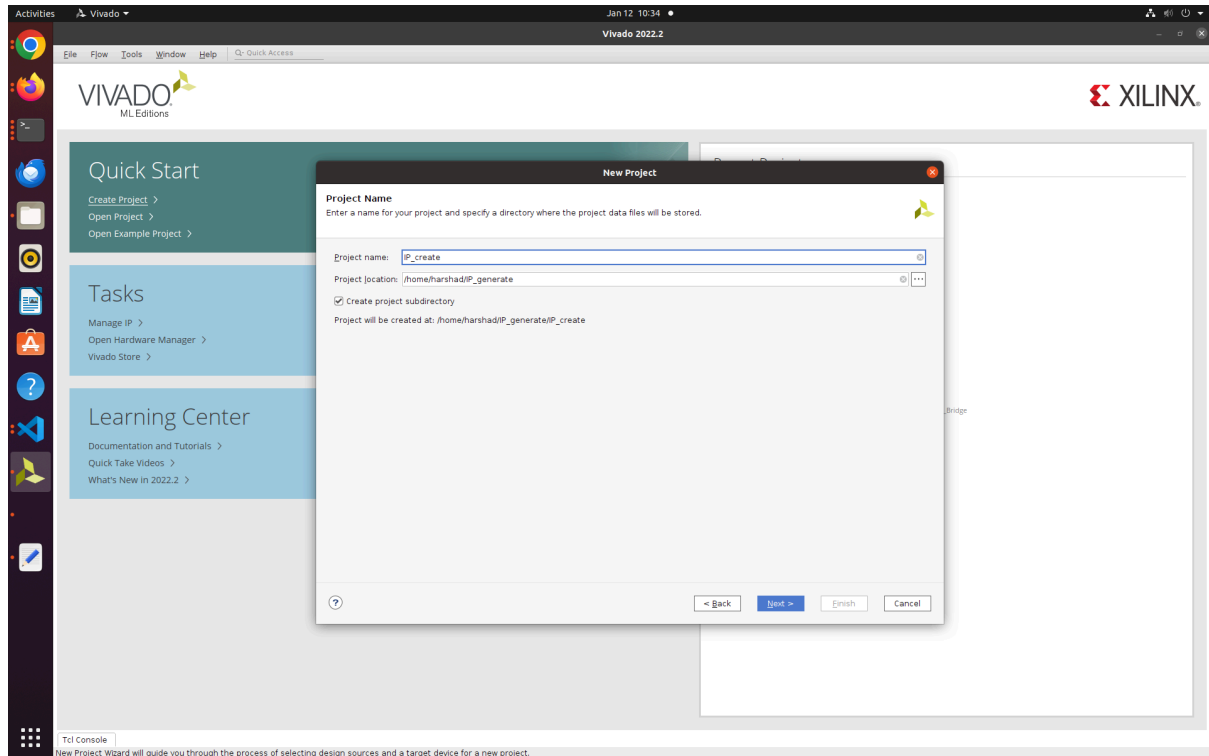 Activities
Vivado
Jan 12 10:34
Vivado 2022.2
File Flow Tools Window Help
Q- Quick Access
VIVADO.
ML Editions
XILINX.
Quick Start
Create Project >
Open Project >
Open Example Project >
Tasks
Manage IP >
Open Hardware Manager >
Vivado Store >
Learning Center
Documentation and Tutorials >
Quick Take Videos >
What's New in 2022.2 >
New Project
Project Name
Enter a name for your project and specify a directory where the project data files will be stored.
Project name: IP_create
Project location: /home/harshad/IP_generate
Create project subdirectory
Project will be created at: /home/harshad/IP_generate/IP_create
_Bridge
? < Back Next > Finish Cancel
Tcl Console
New Project Wizard will guide you through the process of selecting design sources and a target device for a new project.